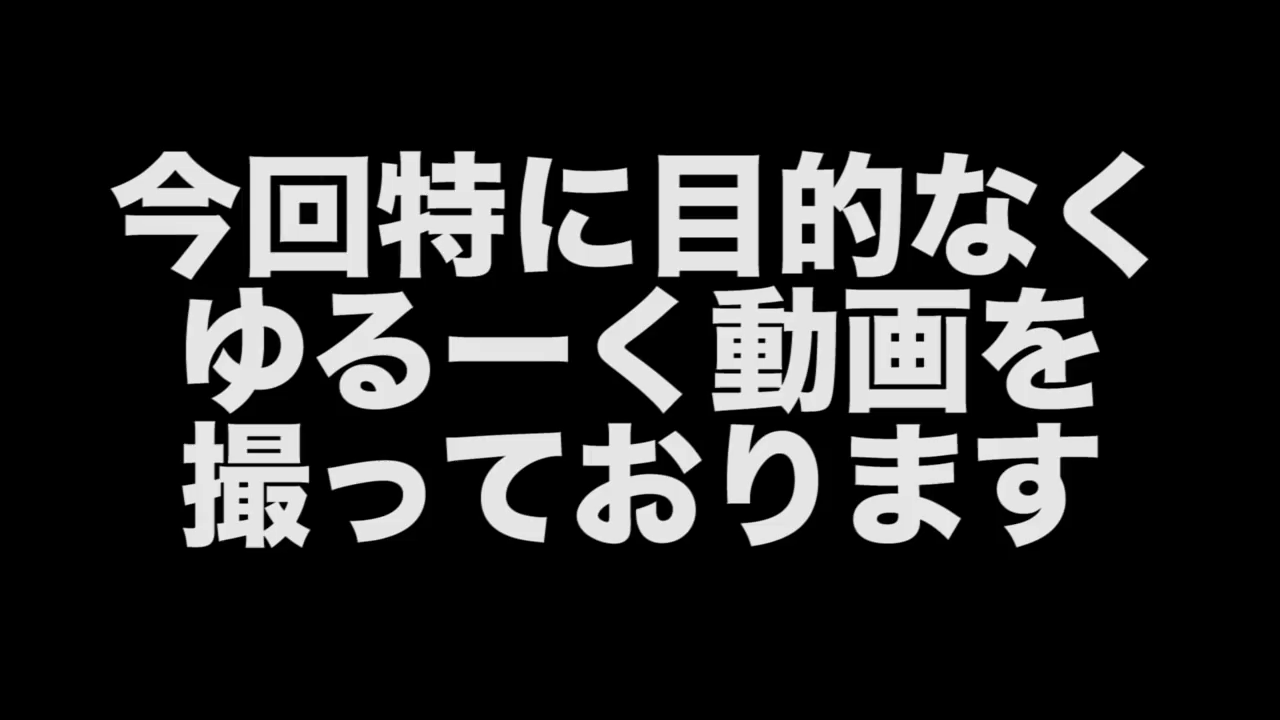 今回特に目的なく
ゆるーく動画を
撮っております